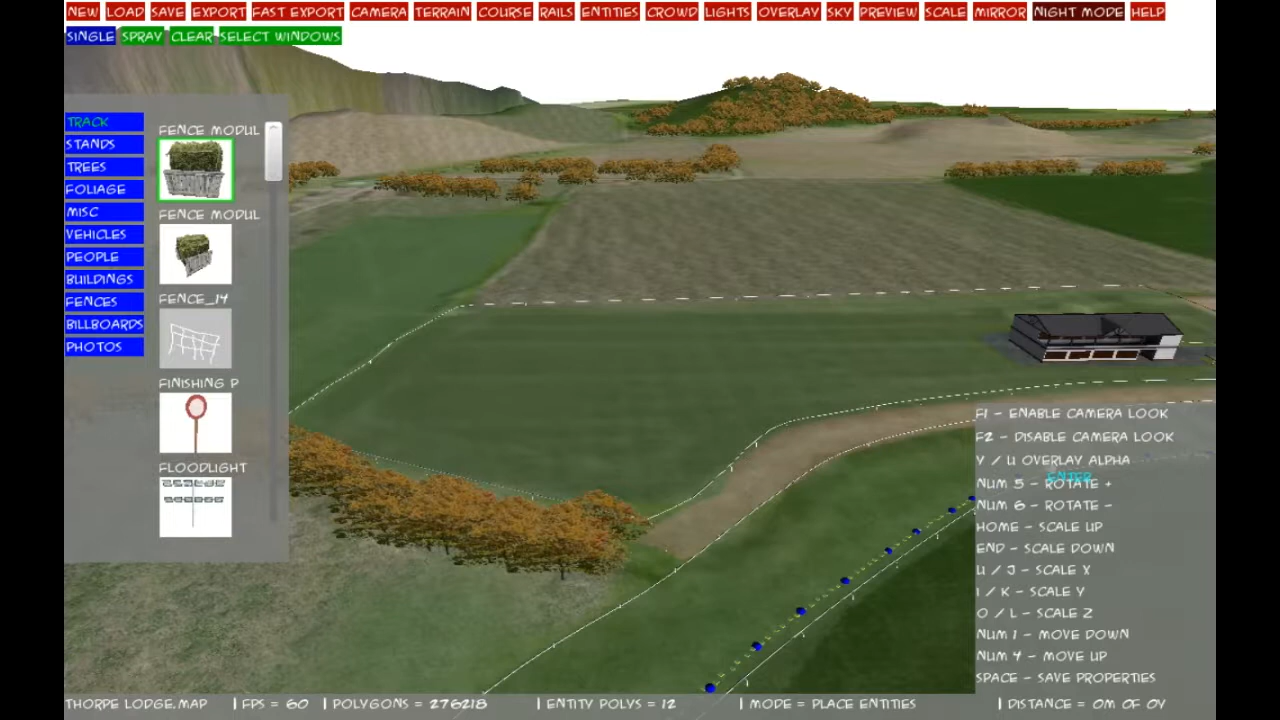 NEW LOAD SAVE EXPORT FAST EXPORT CAMERA TERRAIN COURSE RAILS ENTITIES CROWD LIGHTS OVERLAY SKY PREVIEW SCALE MIRROR NIGHT MODE HELP
SINGLE SPRAY CLEAR SELECT WINDOWS
TRACK
STANDS
TREES
FOLIAGE
MISC
VEHICLES
PEOPLE
BUILDINGS
FENCES
BILLBOARDS
PHOTOS
FENCE MODUL
FENCE MODUL
FENCE_14
FINISHING P
FLOODLIGHT
F1 - ENABLE CAMERA LOOK
F2 - DISABLE CAMERA LOOK
Y / U OVERLAY ALPHA
ENTER
NUM 5 - ROTATE +
NUM 6 - ROTATE -
HOME - SCALE UP
END - SCALE DOWN
U / J - SCALE X
I / K - SCALE Y
O / L - SCALE Z
NUM 1 - MOVE DOWN
NUM 4 - MOVE UP
SPACE - SAVE PROPERTIES
THORPE LODGE.MAP | FPS = 60 | POLYGONS = 276218 | ENTITY POLYS = 12 | MODE = PLACE ENTITIES | DISTANCE = 0M OF 0Y